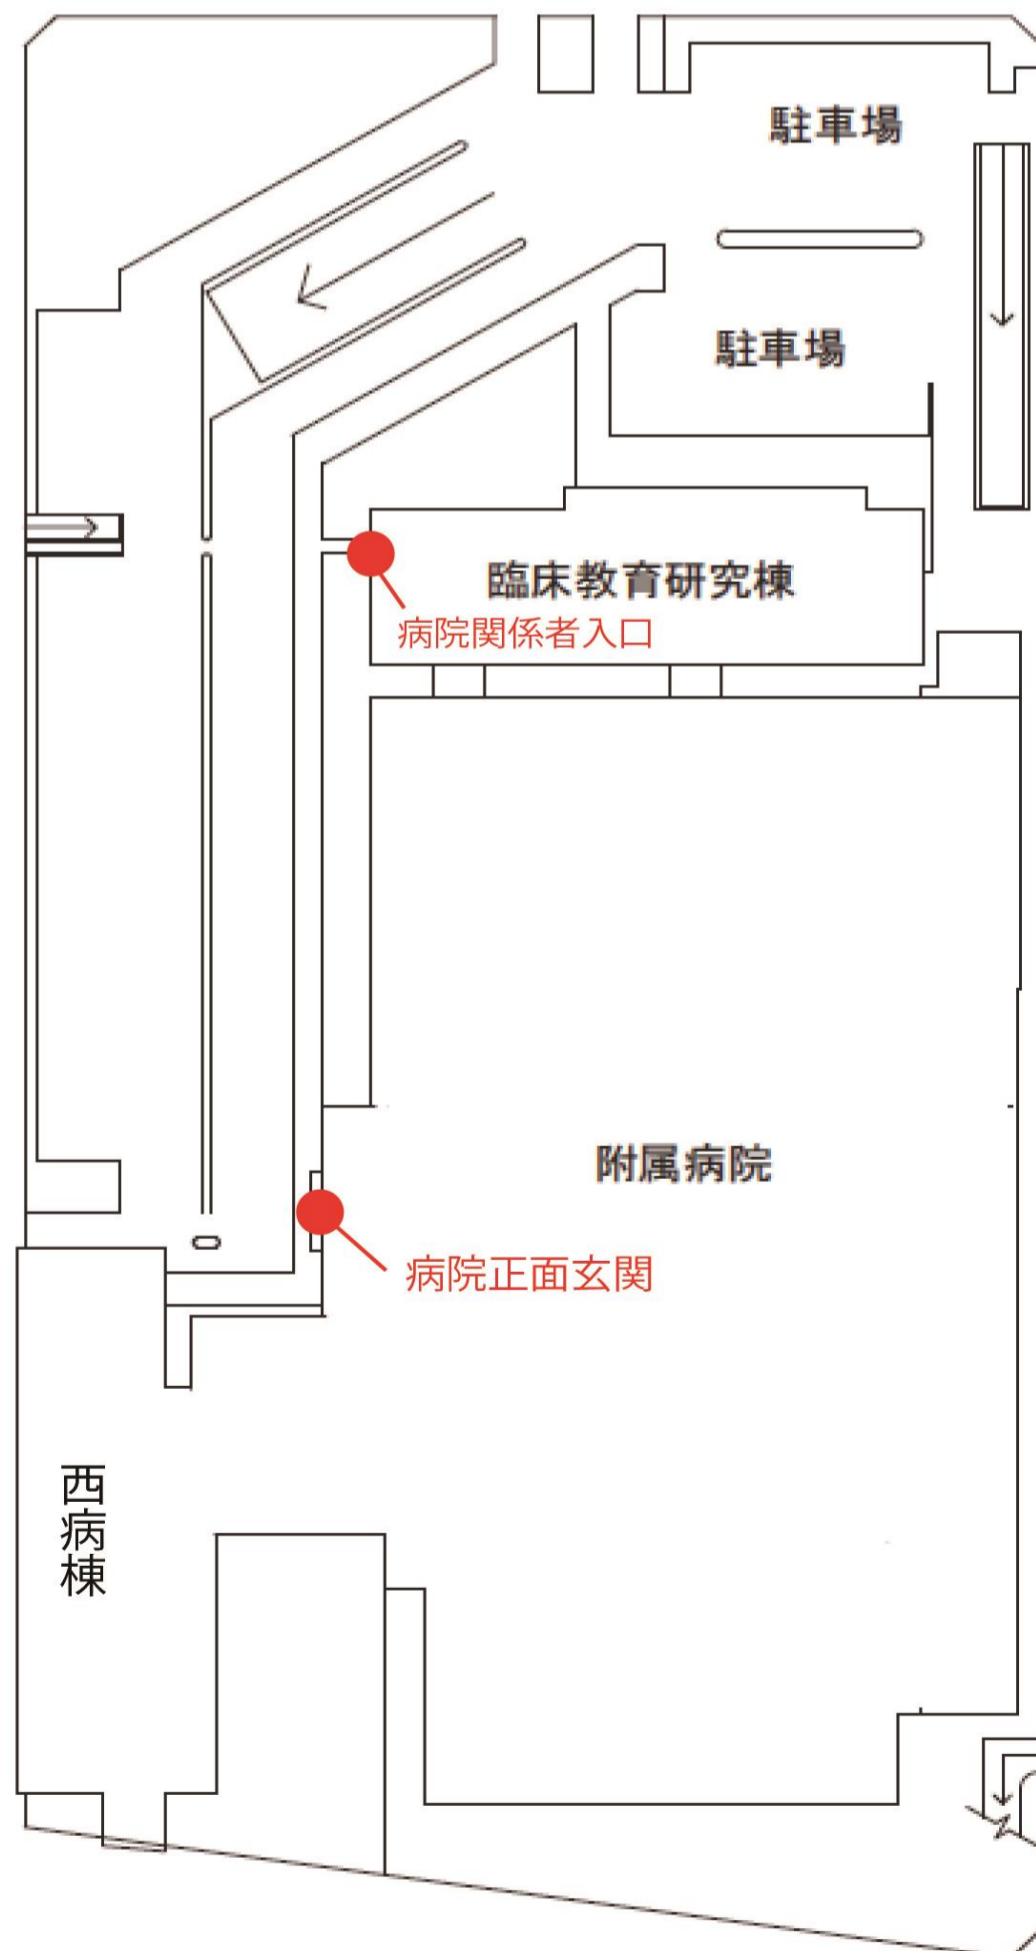 駐車場
駐車場
臨床教育研究棟
病院関係者入口
附属病院
病院正面玄関
西病棟